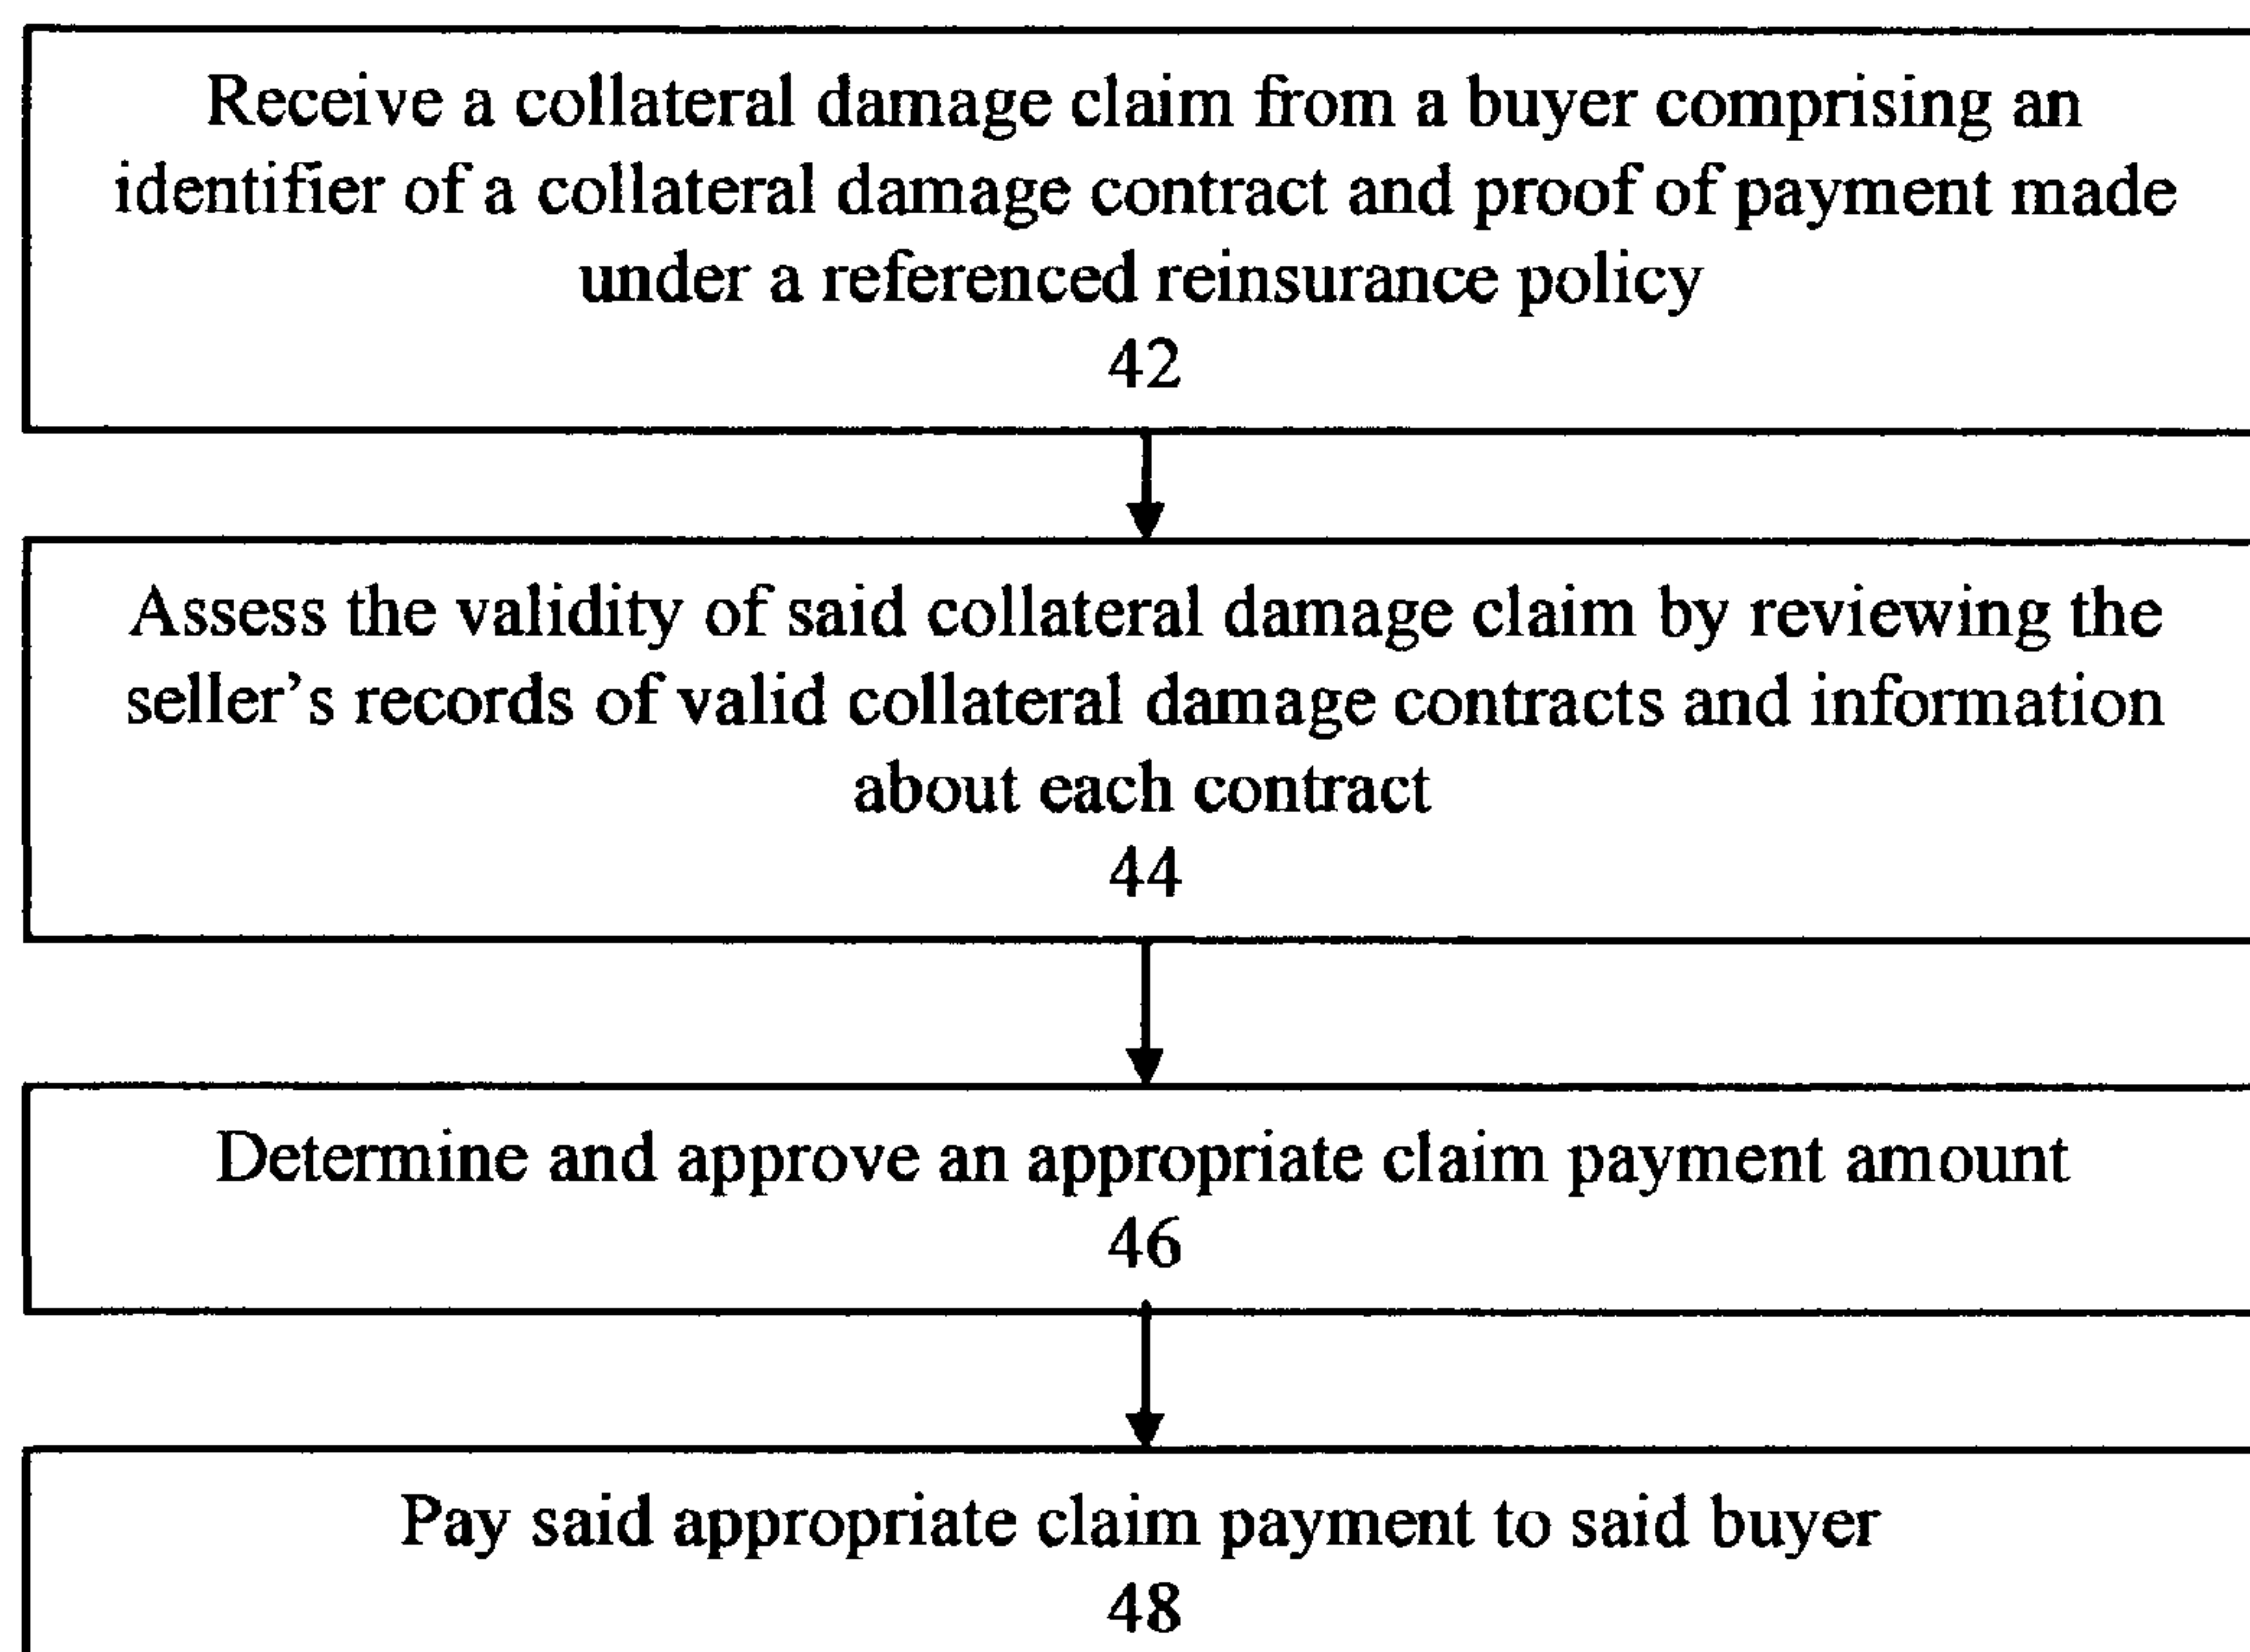 Receive a collateral damage claim from a buyer comprising an
identifier of a collateral damage contract and proof of payment made
under a referenced reinsurance policy
42
Assess the validity of said collateral damage claim by reviewing the
seller’s records of valid collateral damage contracts and information
about each contract
44
Determine and approve an appropriate claim payment amount
46
Pay said appropriate claim payment to said buyer
48